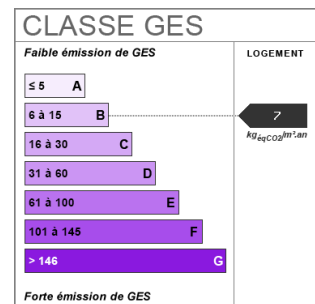 CLASSE GES
Faible émission de GES
LOGEMENT
≤ 5 A
6 à 15 B
7
kgéqCO2/m².an
16 à 30 C
31 à 60 D
61 à 100 E
101 à 145 F
> 146 G
Forte émission de GES